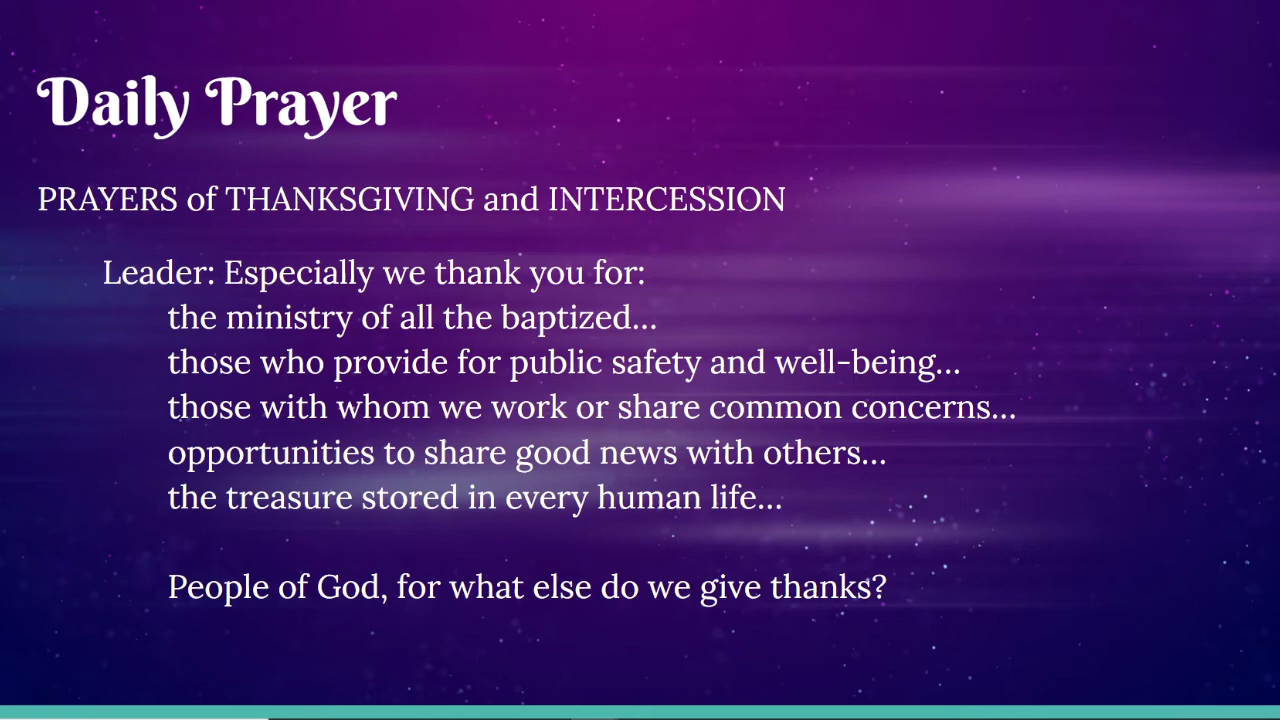 Daily Prayer
PRAYERS of THANKSGIVING and INTERCESSION
Leader: Especially we thank you for:
the ministry of all the baptized...
those who provide for public safety and well-being...
those with whom we work or share common concerns...
opportunities to share good news with others...
the treasure stored in every human life...
People of God, for what else do we give thanks?